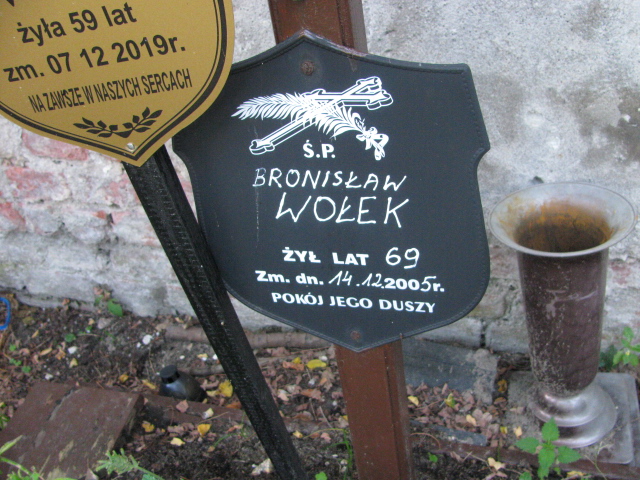 żyła 59 lat
zm. 07 12 2019r.
NA ZAWSZE W NASZYCH SERCACH
Ś.P.
BRONISŁAW
WOŁEK
ŻYŁ LAT 69
Zm. dn. 14.12.2005r.
POKÓJ JEGO DUSZY